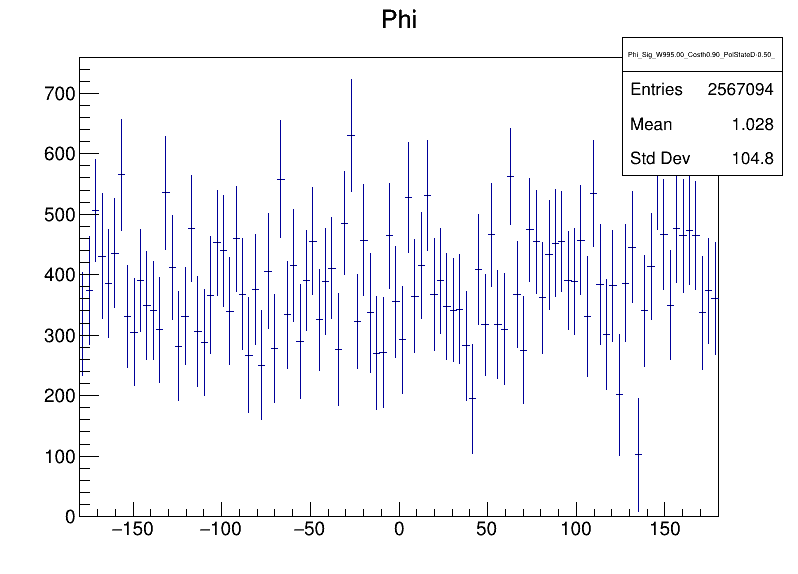 Phi
Phi_Sig_W995.00_Costh0.90_PolStateD-0.50_
Entries 2567094
Mean 1.028
Std Dev 104.8
700
600
500
400
300
200
100
0
−150 −100 −50 0 50 100 150